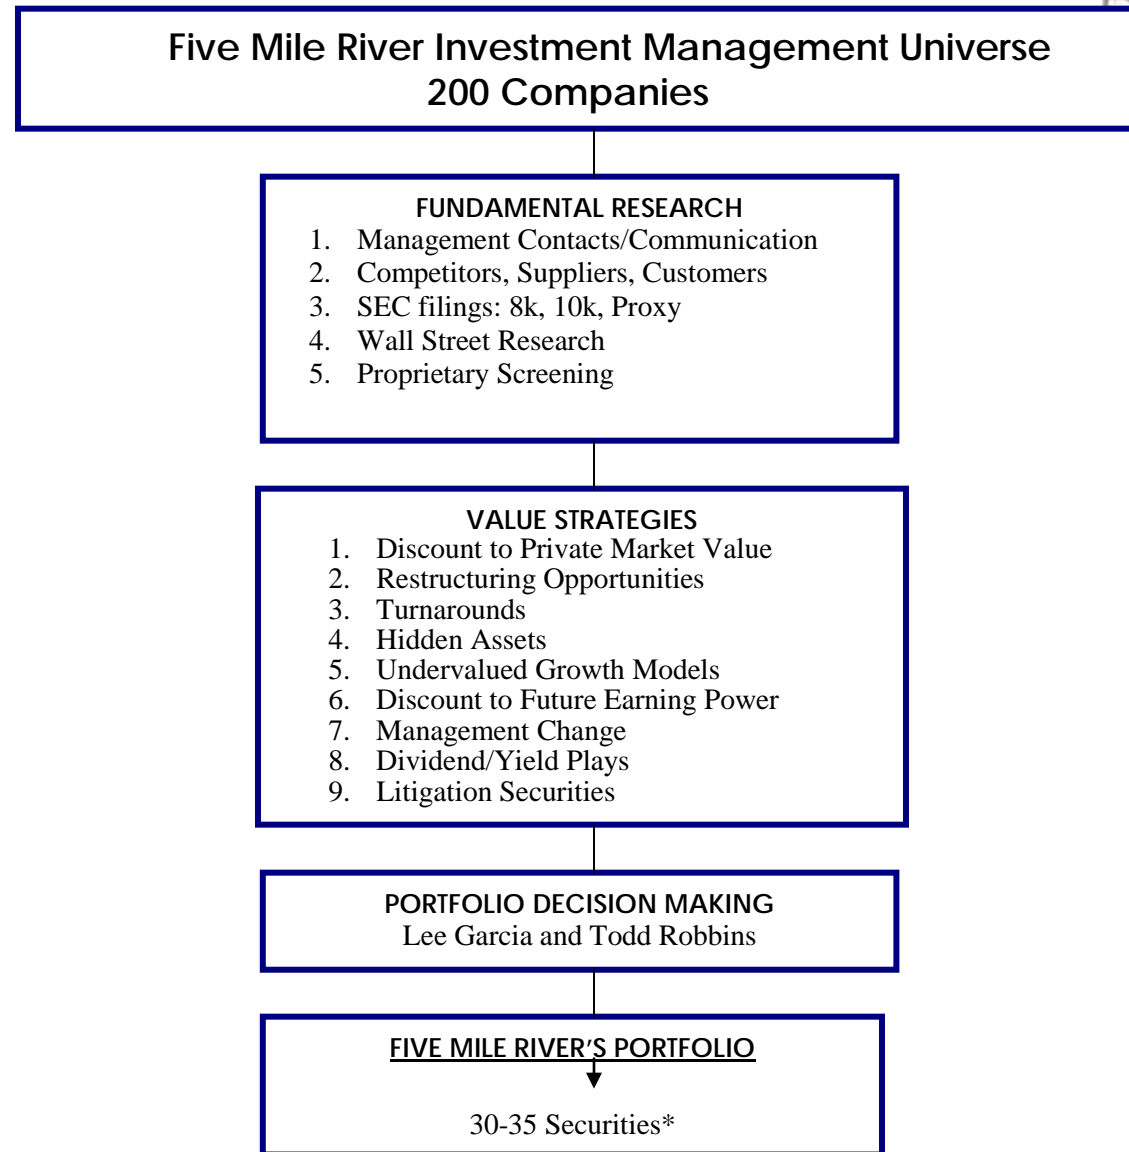 Five Mile River Investment Management Universe
200 Companies
FUNDAMENTAL RESEARCH
1. Management Contacts/Communication
2. Competitors, Suppliers, Customers
3. SEC filings: 8k, 10k, Proxy
4. Wall Street Research
5. Proprietary Screening
VALUE STRATEGIES
1. Discount to Private Market Value
2. Restructuring Opportunities
3. Turnarounds
4. Hidden Assets
5. Undervalued Growth Models
6. Discount to Future Earning Power
7. Management Change
8. Dividend/Yield Plays
9. Litigation Securities
PORTFOLIO DECISION MAKING
Lee Garcia and Todd Robbins
FIVE MILE RIVER'S PORTFOLIO
30-35 Securities*